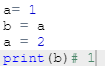 a= 1
b = a
a = 2
print(b)# 1